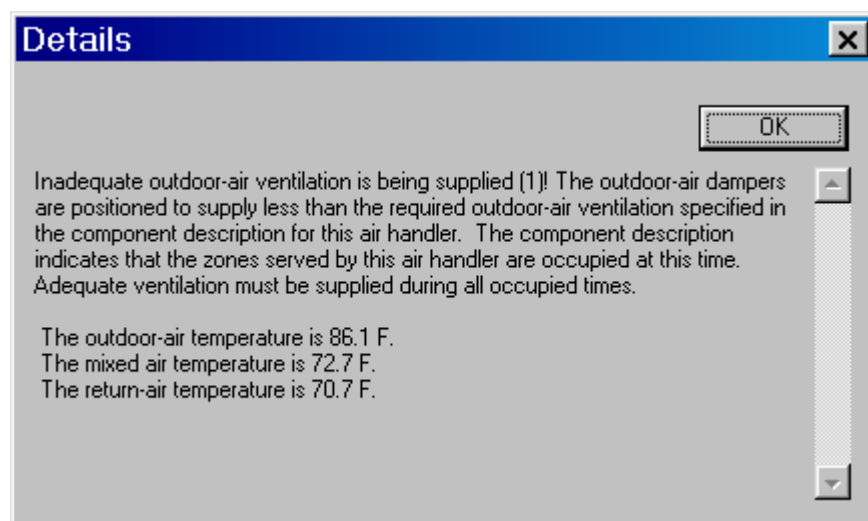 Details
OK
Inadequate outdoor-air ventilation is being supplied (1)! The outdoor-air dampers
are positioned to supply less than the required outdoor-air ventilation specified in
the component description for this air handler.  The component description
indicates that the zones served by this air handler are occupied at this time.
Adequate ventilation must be supplied during all occupied times.
The outdoor-air temperature is 86.1 F.
The mixed air temperature is 72.7 F.
The return-air temperature is 70.7 F.